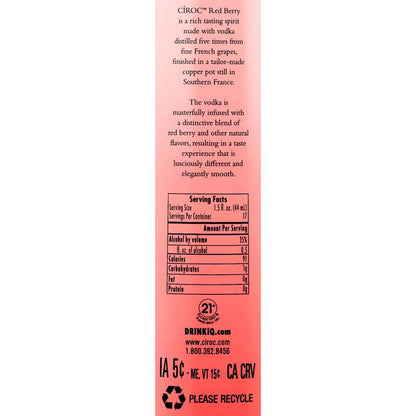 CÎROC™ Red Berry
is a rich tasting spirit
made with vodka
distilled five times from
fine French grapes,
finished in a tailor-made
copper pot still in
Southern France.
The vodka is
masterfully infused with
a distinctive blend of
red berry and other natural
flavors, resulting in a taste
experience that is
lusciously different and
elegantly smooth.
Serving Facts
Serving Size 1.5 fl. oz. (44 mL)
Servings Per Container 17
Amount Per Serving
Alcohol by volume 35%
fl. oz. of alcohol 0.5
Calories 91
Carbohydrates 1g
Fat 0g
Protein 0g
21+
DRINKiQ.com
www.ciroc.com
1.800.392.8456
IA 5¢ - ME, VT 15¢ CA CRV
PLEASE RECYCLE